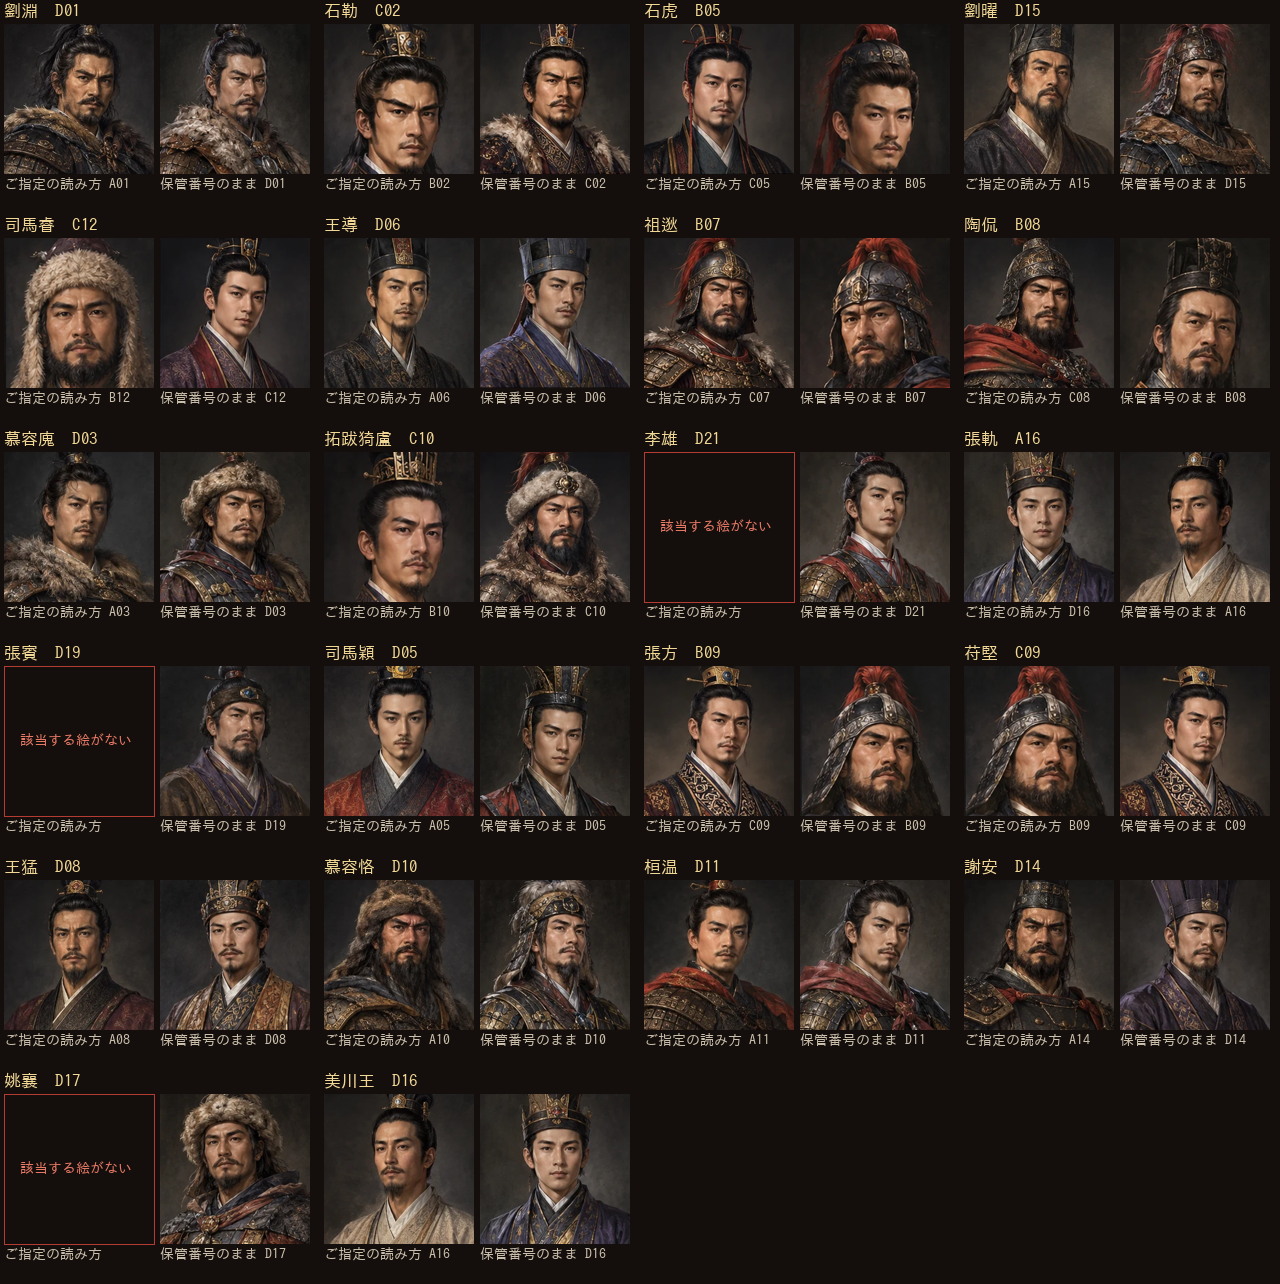 劉淵 D01
ご指定の読み方 A01
保管番号のまま D01
石勒 C02
ご指定の読み方 B02
保管番号のまま C02
石虎 B05
ご指定の読み方 C05
保管番号のまま B05
劉曜 D15
ご指定の読み方 A15
保管番号のまま D15
司馬睿 C12
ご指定の読み方 B12
保管番号のまま C12
王導 D06
ご指定の読み方 A06
保管番号のまま D06
祖逖 B07
ご指定の読み方 C07
保管番号のまま B07
陶侃 B08
ご指定の読み方 C08
保管番号のまま B08
慕容廆 D03
ご指定の読み方 A03
保管番号のまま D03
拓跋猗盧 C10
ご指定の読み方 B10
保管番号のまま C10
李雄 D21
該当する絵がない
ご指定の読み方
保管番号のまま D21
張軌 A16
ご指定の読み方 D16
保管番号のまま A16
張賓 D19
該当する絵がない
ご指定の読み方
保管番号のまま D19
司馬穎 D05
ご指定の読み方 A05
保管番号のまま D05
張方 B09
ご指定の読み方 C09
保管番号のまま B09
苻堅 C09
ご指定の読み方 B09
保管番号のまま C09
王猛 D08
ご指定の読み方 A08
保管番号のまま D08
慕容恪 D10
ご指定の読み方 A10
保管番号のまま D10
桓温 D11
ご指定の読み方 A11
保管番号のまま D11
謝安 D14
ご指定の読み方 A14
保管番号のまま D14
姚襄 D17
該当する絵がない
ご指定の読み方
保管番号のまま D17
美川王 D16
ご指定の読み方 A16
保管番号のまま D16